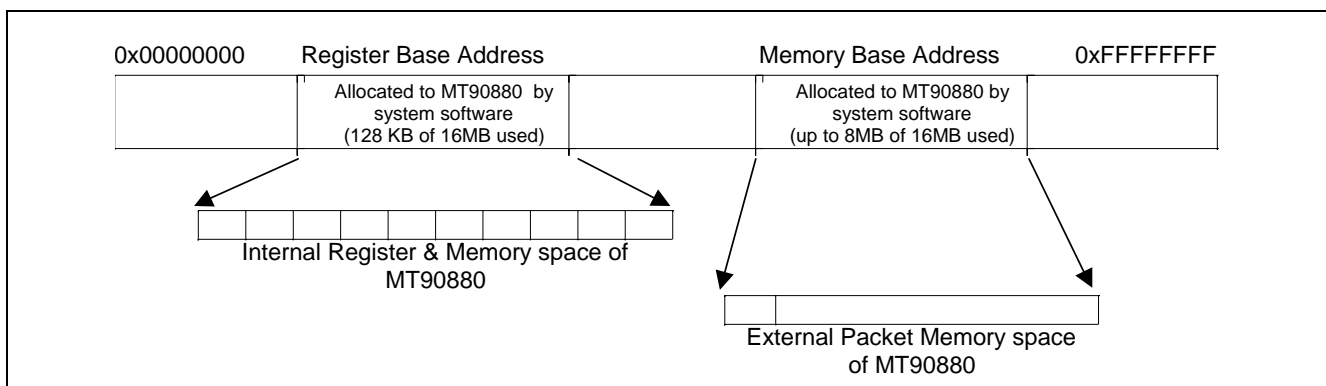 0x00000000 Register Base Address Memory Base Address 0xFFFFFFFF
Allocated to MT90880 by
system software
(128 KB of 16MB used)
Allocated to MT90880 by
system software
(up to 8MB of 16MB used)
Internal Register & Memory space of
MT90880
External Packet Memory space
of MT90880